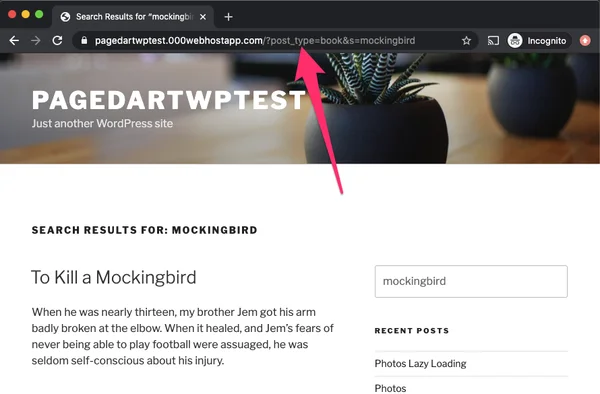 Search Results for "mockingbird
pagedartwptest.000webhostapp.com/?post_type=book&s=mockingbird
Incognito
PAGEDARTWPTEST
Just another WordPress site
SEARCH RESULTS FOR: MOCKINGBIRD
To Kill a Mockingbird
When he was nearly thirteen, my brother Jem got his arm
badly broken at the elbow. When it healed, and Jem's fears of
never being able to play football were assuaged, he was
seldom self-conscious about his injury.
mockingbird
RECENT POSTS
Photos Lazy Loading
Photos